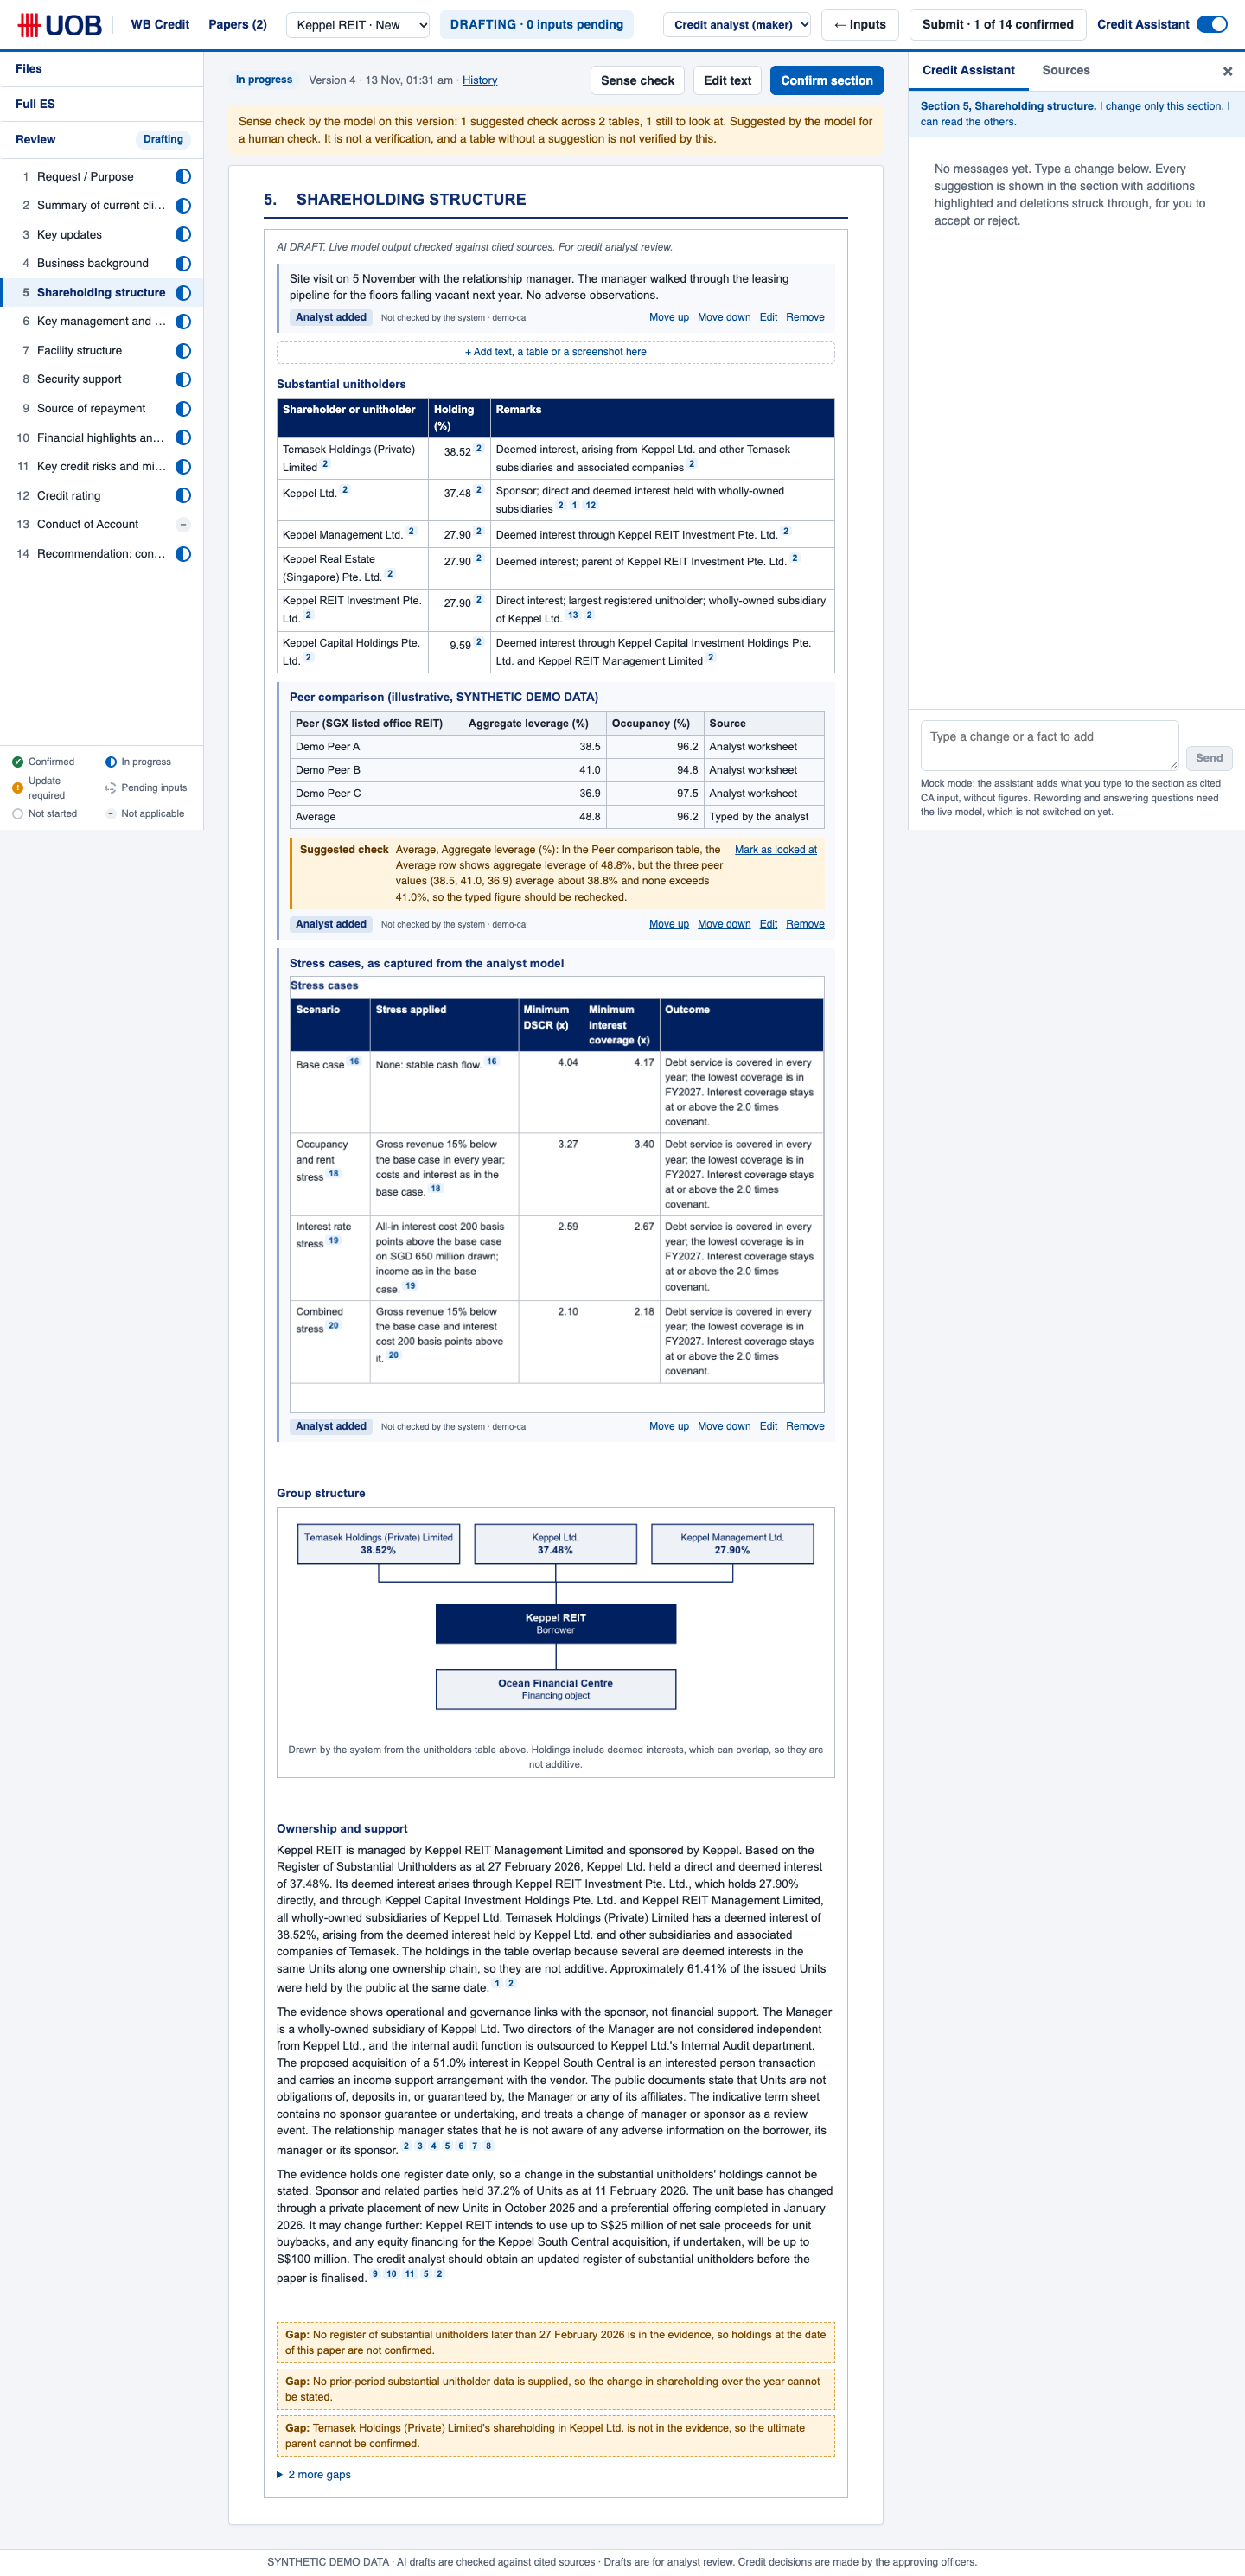 UOB
WB Credit
Papers (2)
Keppel REIT · New
DRAFTING · 0 inputs pending
Credit analyst (maker)
← Inputs
Submit · 1 of 14 confirmed
Credit Assistant
Files
Full ES
Review Drafting
1 Request / Purpose
2 Summary of current cli...
3 Key updates
4 Business background
5 Shareholding structure
6 Key management and ...
7 Facility structure
8 Security support
9 Source of repayment
10 Financial highlights an...
11 Key credit risks and mi...
12 Credit rating
13 Conduct of Account –
14 Recommendation: con...
Confirmed
In progress
Update required
Pending inputs
Not started
Not applicable
In progress Version 4 · 13 Nov, 01:31 am · History
Sense check
Edit text
Confirm section
Sense check by the model on this version: 1 suggested check across 2 tables, 1 still to look at. Suggested by the model for
a human check. It is not a verification, and a table without a suggestion is not verified by this.
5. SHAREHOLDING STRUCTURE
AI DRAFT. Live model output checked against cited sources. For credit analyst review.
Site visit on 5 November with the relationship manager. The manager walked through the leasing
pipeline for the floors falling vacant next year. No adverse observations.
Analyst added Not checked by the system · demo-ca Move up Move down Edit Remove
+ Add text, a table or a screenshot here
Substantial unitholders
Shareholder or unitholder Holding (%) Remarks
Temasek Holdings (Private) Limited 2 38.52 2 Deemed interest, arising from Keppel Ltd. and other Temasek subsidiaries and associated companies 2
Keppel Ltd. 2 37.48 2 Sponsor; direct and deemed interest held with wholly-owned subsidiaries 2 1 12
Keppel Management Ltd. 2 27.90 2 Deemed interest through Keppel REIT Investment Pte. Ltd. 2
Keppel Real Estate (Singapore) Pte. Ltd. 2 27.90 2 Deemed interest; parent of Keppel REIT Investment Pte. Ltd. 2
Keppel REIT Investment Pte. Ltd. 2 27.90 2 Direct interest; largest registered unitholder; wholly-owned subsidiary of Keppel Ltd. 13 2
Keppel Capital Holdings Pte. Ltd. 2 9.59 2 Deemed interest through Keppel Capital Investment Holdings Pte. Ltd. and Keppel REIT Management Limited 2
Peer comparison (illustrative, SYNTHETIC DEMO DATA)
Peer (SGX listed office REIT) Aggregate leverage (%) Occupancy (%) Source
Demo Peer A 38.5 96.2 Analyst worksheet
Demo Peer B 41.0 94.8 Analyst worksheet
Demo Peer C 36.9 97.5 Analyst worksheet
Average 48.8 96.2 Typed by the analyst
Suggested check Average, Aggregate leverage (%): In the Peer comparison table, the Mark as looked at
Average row shows aggregate leverage of 48.8%, but the three peer
values (38.5, 41.0, 36.9) average about 38.8% and none exceeds
41.0%, so the typed figure should be rechecked.
Analyst added Not checked by the system · demo-ca Move up Move down Edit Remove
Stress cases, as captured from the analyst model
Stress cases
Scenario Stress applied Minimum DSCR (x) Minimum interest coverage (x) Outcome
Base case 16 None: stable cash flow. 16 4.04 4.17 Debt service is covered in every year; the lowest coverage is in FY2027. Interest coverage stays at or above the 2.0 times covenant.
Occupancy and rent stress 18 Gross revenue 15% below the base case in every year; costs and interest as in the base case. 18 3.27 3.40 Debt service is covered in every year; the lowest coverage is in FY2027. Interest coverage stays at or above the 2.0 times covenant.
Interest rate stress 19 All-in interest cost 200 basis points above the base case on SGD 650 million drawn; income as in the base case. 19 2.59 2.67 Debt service is covered in every year; the lowest coverage is in FY2027. Interest coverage stays at or above the 2.0 times covenant.
Combined stress 20 Gross revenue 15% below the base case and interest cost 200 basis points above it. 20 2.10 2.18 Debt service is covered in every year; the lowest coverage is in FY2027. Interest coverage stays at or above the 2.0 times covenant.
Analyst added Not checked by the system · demo-ca Move up Move down Edit Remove
Group structure
Temasek Holdings (Private) Limited Keppel Ltd. Keppel Management Ltd.
38.52% 37.48% 27.90%
Keppel REIT
Borrower
Ocean Financial Centre
Financing object
Drawn by the system from the unitholders table above. Holdings include deemed interests, which can overlap, so they are
not additive.
Ownership and support
Keppel REIT is managed by Keppel REIT Management Limited and sponsored by Keppel. Based on the
Register of Substantial Unitholders as at 27 February 2026, Keppel Ltd. held a direct and deemed interest
of 37.48%. Its deemed interest arises through Keppel REIT Investment Pte. Ltd., which holds 27.90%
directly, and through Keppel Capital Investment Holdings Pte. Ltd. and Keppel REIT Management Limited,
all wholly-owned subsidiaries of Keppel Ltd. Temasek Holdings (Private) Limited has a deemed interest of
38.52%, arising from the deemed interest held by Keppel Ltd. and other subsidiaries and associated
companies of Temasek. The holdings in the table overlap because several are deemed interests in the
same Units along one ownership chain, so they are not additive. Approximately 61.41% of the issued Units
were held by the public at the same date. 1 2
The evidence shows operational and governance links with the sponsor, not financial support. The Manager
is a wholly-owned subsidiary of Keppel Ltd. Two directors of the Manager are not considered independent
from Keppel Ltd., and the internal audit function is outsourced to Keppel Ltd.'s Internal Audit department.
The proposed acquisition of a 51.0% interest in Keppel South Central is an interested person transaction
and carries an income support arrangement with the vendor. The public documents state that Units are not
obligations of, deposits in, or guaranteed by, the Manager or any of its affiliates. The indicative term sheet
contains no sponsor guarantee or undertaking, and treats a change of manager or sponsor as a review
event. The relationship manager states that he is not aware of any adverse information on the borrower, its
manager or its sponsor. 2 3 4 5 6 7 8
The evidence holds one register date only, so a change in the substantial unitholders' holdings cannot be
stated. Sponsor and related parties held 37.2% of Units as at 11 February 2026. The unit base has changed
through a private placement of new Units in October 2025 and a preferential offering completed in January
2026. It may change further: Keppel REIT intends to use up to S$25 million of net sale proceeds for unit
buybacks, and any equity financing for the Keppel South Central acquisition, if undertaken, will be up to
S$100 million. The credit analyst should obtain an updated register of substantial unitholders before the
paper is finalised. 9 10 11 5 2
Gap: No register of substantial unitholders later than 27 February 2026 is in the evidence, so holdings at the date
of this paper are not confirmed.
Gap: No prior-period substantial unitholder data is supplied, so the change in shareholding over the year cannot
be stated.
Gap: Temasek Holdings (Private) Limited's shareholding in Keppel Ltd. is not in the evidence, so the ultimate
parent cannot be confirmed.
▶ 2 more gaps
Credit Assistant Sources ×
Section 5, Shareholding structure. I change only this section. I
can read the others.
No messages yet. Type a change below. Every
suggestion is shown in the section with additions
highlighted and deletions struck through, for you to
accept or reject.
Type a change or a fact to add
Send
Mock mode: the assistant adds what you type to the section as cited
CA input, without figures. Rewording and answering questions need
the live model, which is not switched on yet.
SYNTHETIC DEMO DATA · AI drafts are checked against cited sources · Drafts are for analyst review. Credit decisions are made by the approving officers.